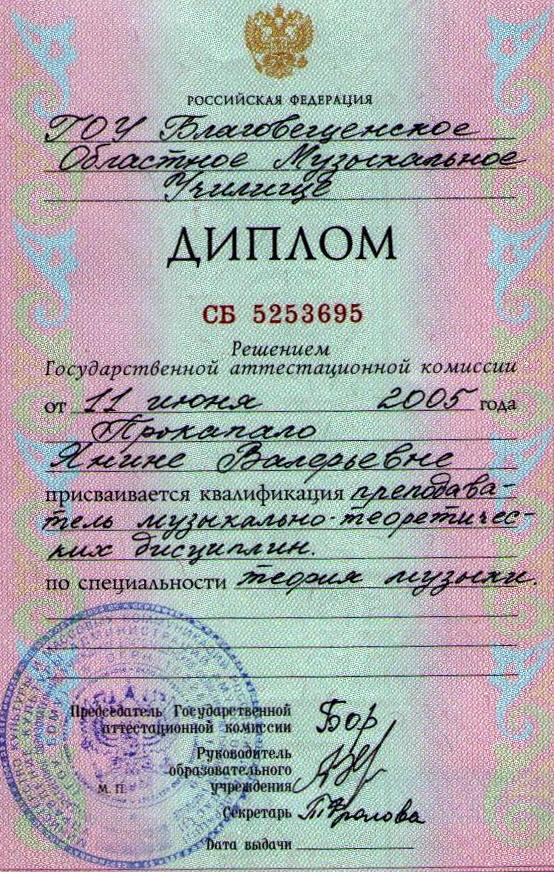 РОССИЙСКАЯ ФЕДЕРАЦИЯ
ГОУ Благовещенское
Областное Музыкальное
Училище
ДИПЛОМ
СБ 5253695
Решением
Государственной аттестационной комиссии
от 11 июня 2005 года
Прокапало
Янине Валерьевне
присваивается квалификация преподава-
тель музыкально-теоретичес-
ких дисциплин.
по специальности теория музыки.
Председатель Государственной
аттестационной комиссии
Бор
Руководитель
образовательного
учреждения
М. П.
Секретарь Т Фролова
Дата выдачи